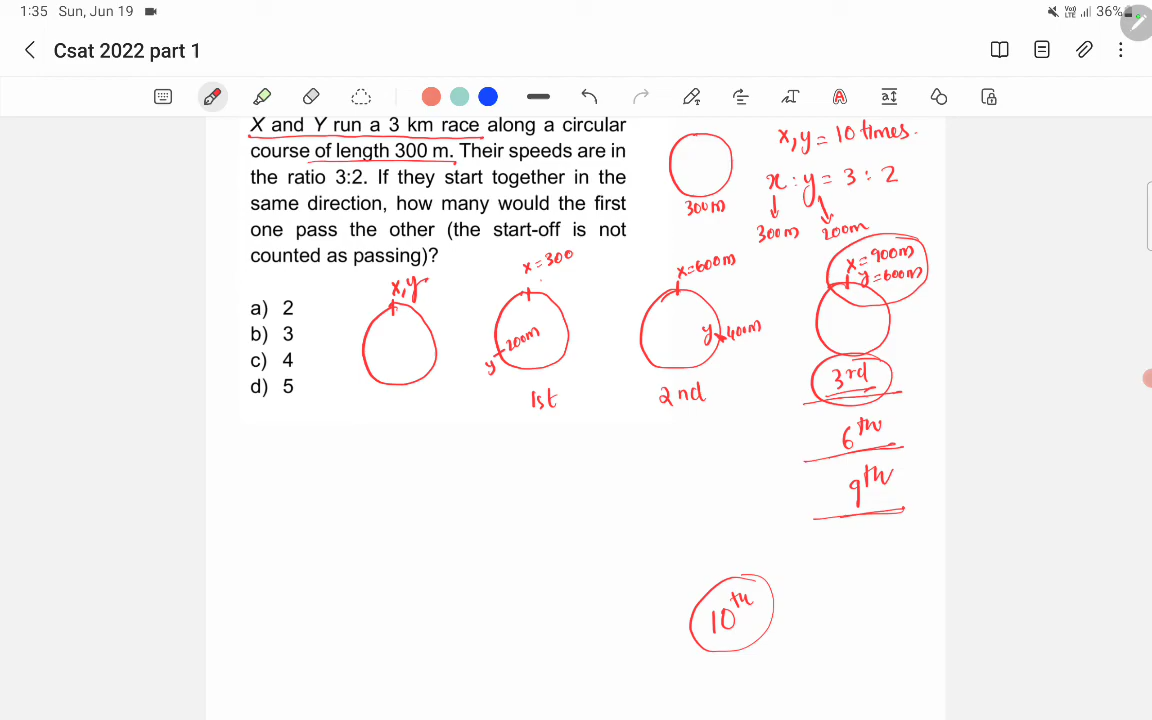 1:35 Sun, Jun 19
36%
Csat 2022 part 1
X and Y run a 3 km race along a circular
course of length 300 m. Their speeds are in
the ratio 3:2. If they start together in the
same direction, how many would the first
one pass the other (the start-off is not
counted as passing)?
a) 2
b) 3
c) 4
d) 5
300m
x,y = 10 times.
x : y = 3 : 2
300m 200m
x,y
x=300
y 200m
1st
x=600m
y 400m
2nd
x=900m
y=600m
3rd
6th
9th
10th